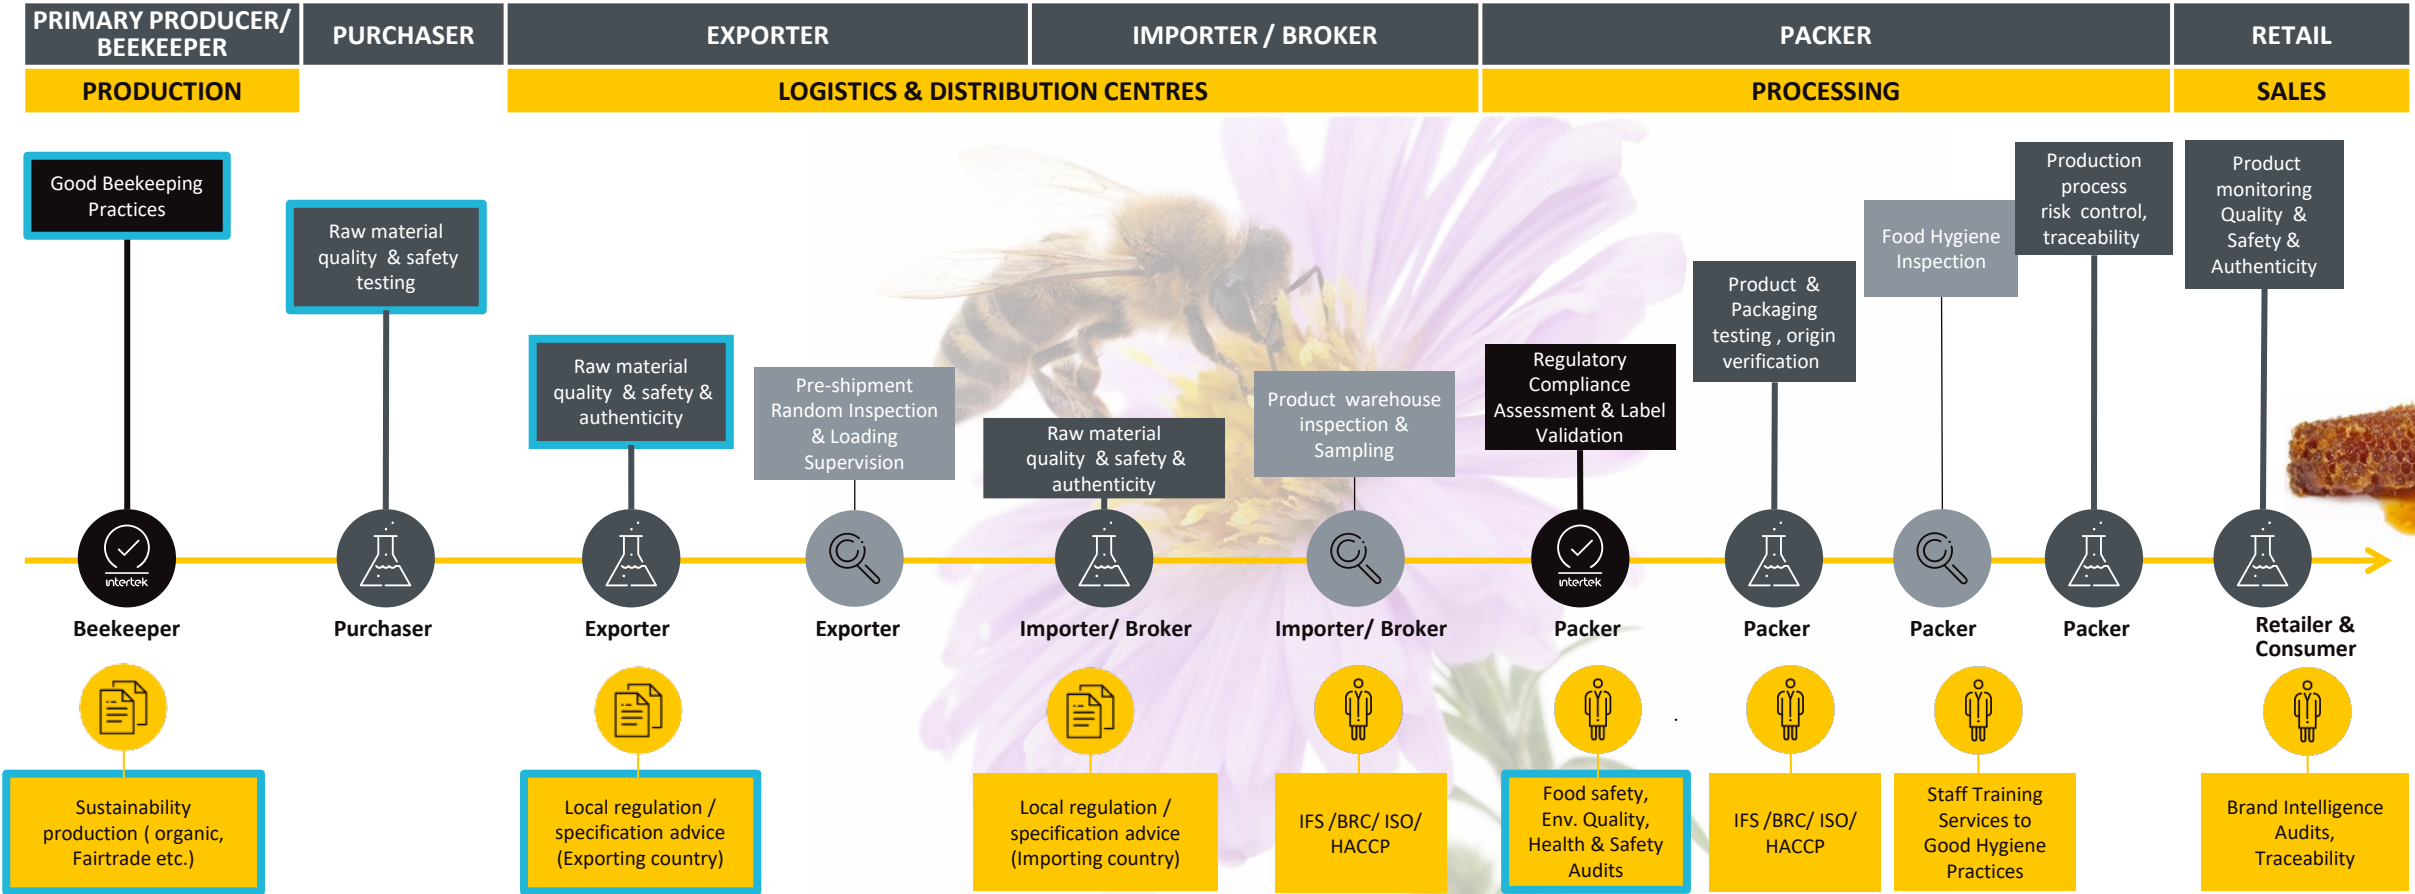 PRIMARY PRODUCER/
BEEKEEPER
PURCHASER
EXPORTER
IMPORTER / BROKER
PACKER
RETAIL
PRODUCTION
LOGISTICS & DISTRIBUTION CENTRES
PROCESSING
SALES
Good Beekeeping
Practices
Raw material
quality & safety
testing
Raw material
quality & safety &
authenticity
Pre-shipment
Random Inspection
& Loading
Supervision
Raw material
quality & safety &
authenticity
Product warehouse
inspection &
Sampling
Regulatory
Compliance
Assessment & Label
Validation
Product &
Packaging
testing , origin
verification
Food Hygiene
Inspection
Production
process
risk control,
traceability
Product
monitoring
Quality &
Safety &
Authenticity
intertek
intertek
Beekeeper
Purchaser
Exporter
Exporter
Importer/ Broker
Importer/ Broker
Packer
Packer
Packer
Packer
Retailer &
Consumer
Sustainability
production ( organic,
Fairtrade etc.)
Local regulation /
specification advice
(Exporting country)
Local regulation /
specification advice
(Importing country)
IFS /BRC/ ISO/
HACCP
Food safety,
Env. Quality,
Health & Safety
Audits
.
IFS /BRC/ ISO/
HACCP
Staff Training
Services to
Good Hygiene
Practices
Brand Intelligence
Audits,
Traceability